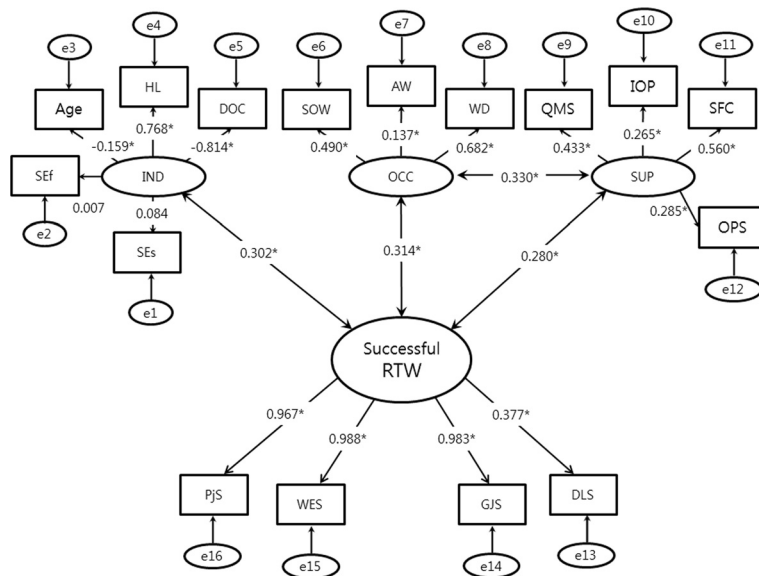 e4
e7
e10
e3
e5
e6
e8
e9
e11
HL
AW
IOP
Age
DOC
SOW
WD
QMS
SFC
0.768*
0.137*
0.265*
-0.159*
-0.814*
0.490*
0.682*
0.433*
0.560*
SEf
IND
OCC
0.330*
SUP
0.007
0.084
0.285*
e2
OPS
SEs
0.302*
0.314*
0.280*
e12
e1
Successful
RTW
0.967*
0.988*
0.983*
0.377*
PjS
WES
GJS
DLS
e16
e15
e14
e13